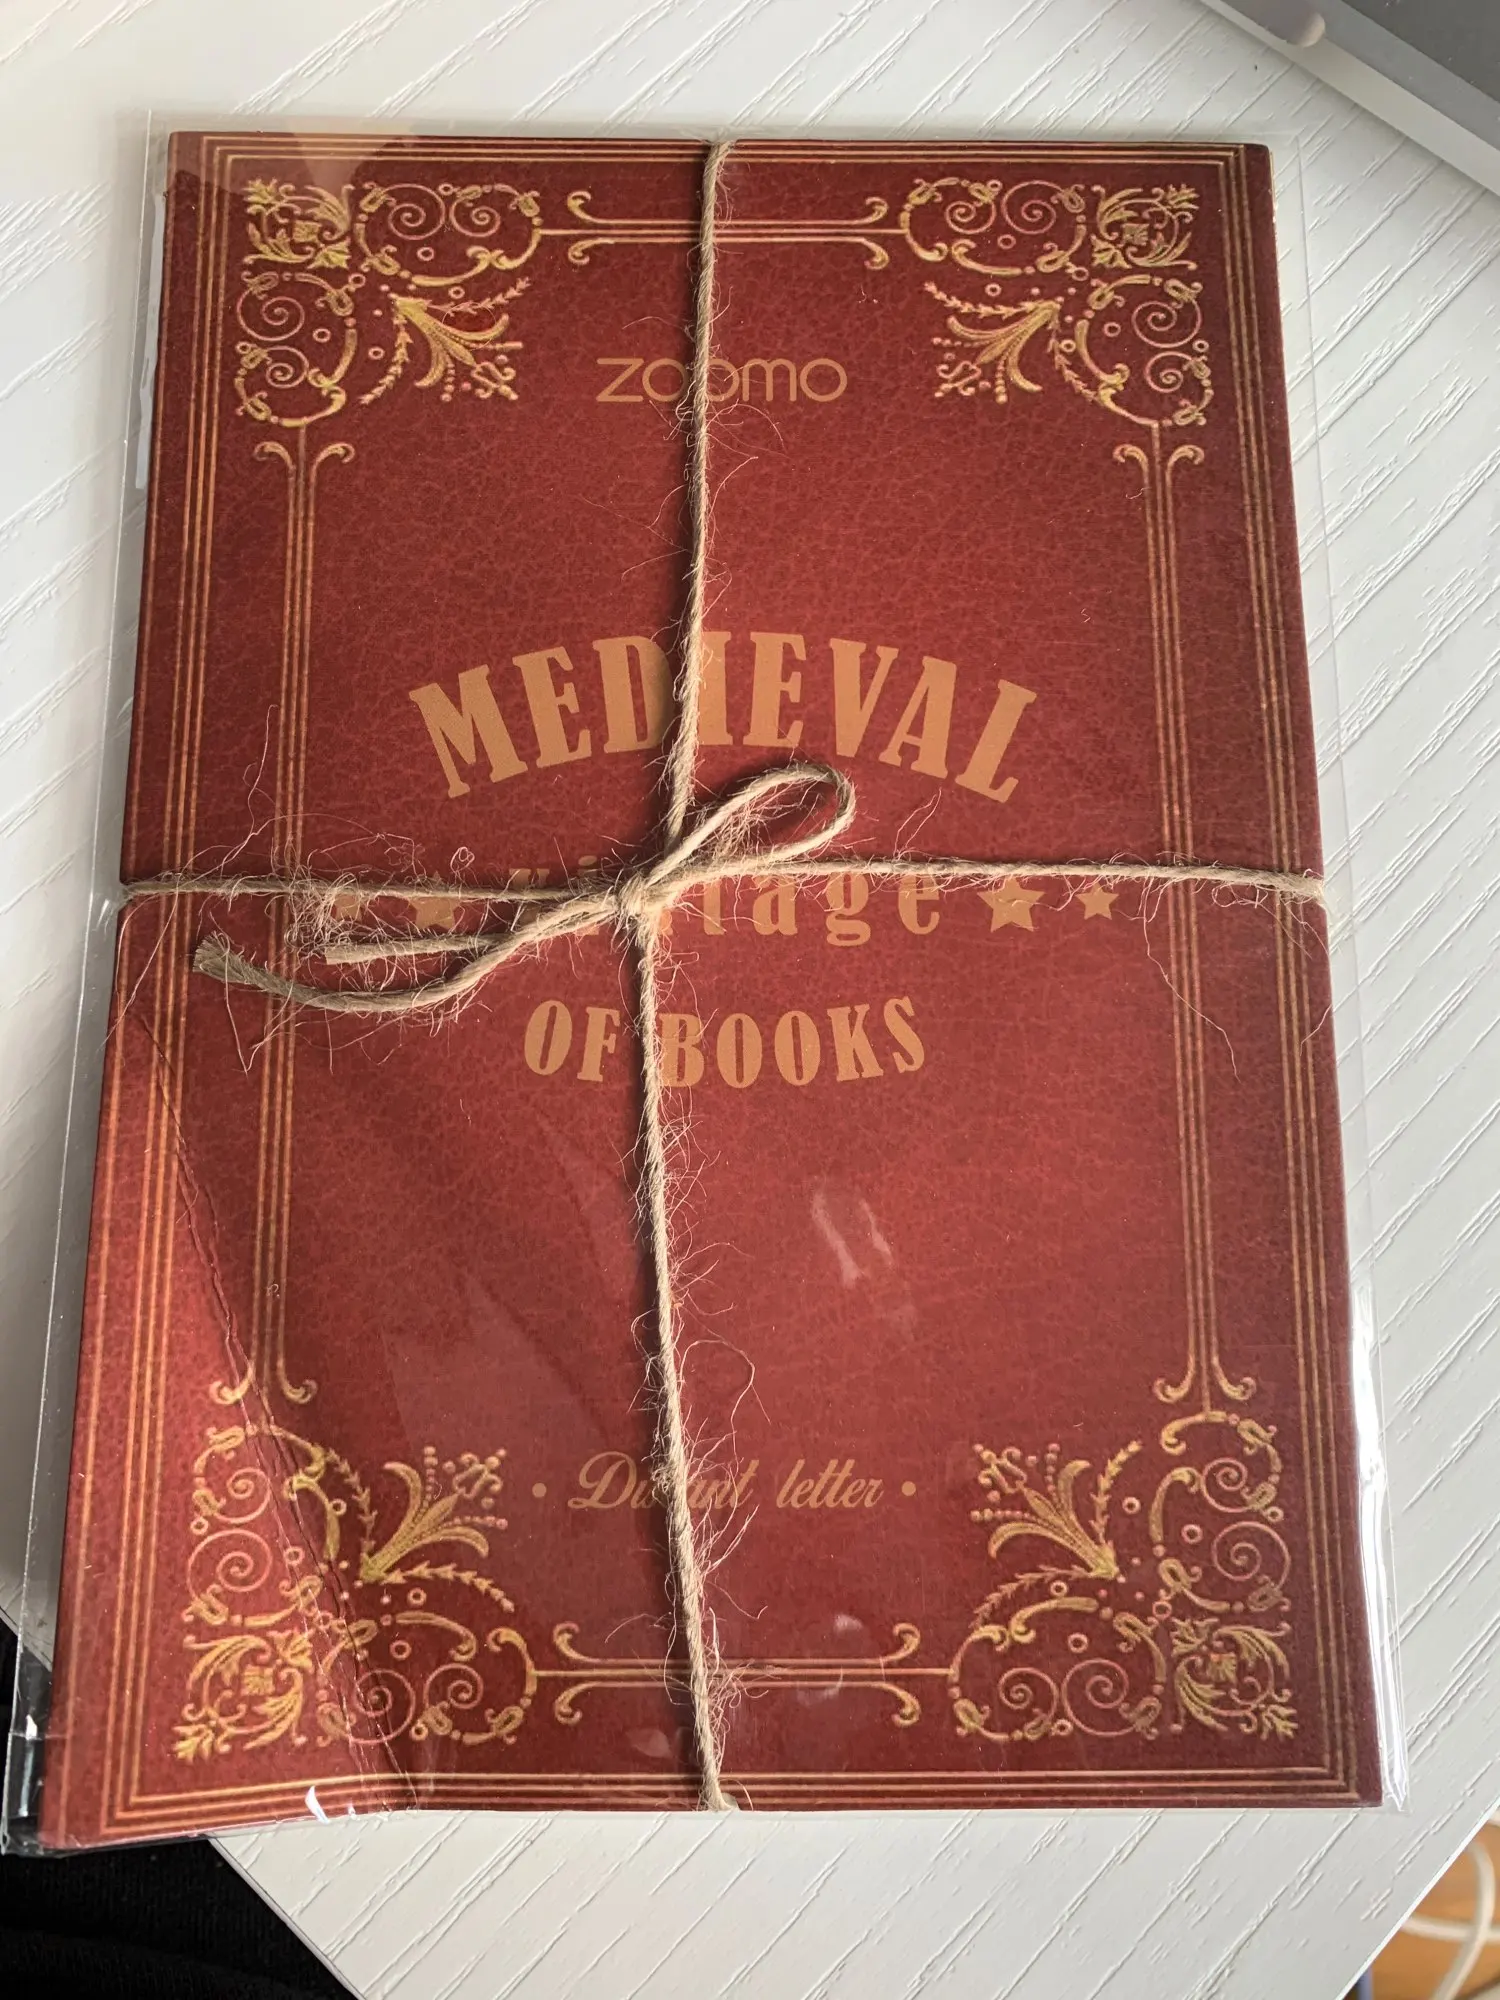 zoomo
MEDIEVAL
vintage
OF BOOKS
• Distant letter •